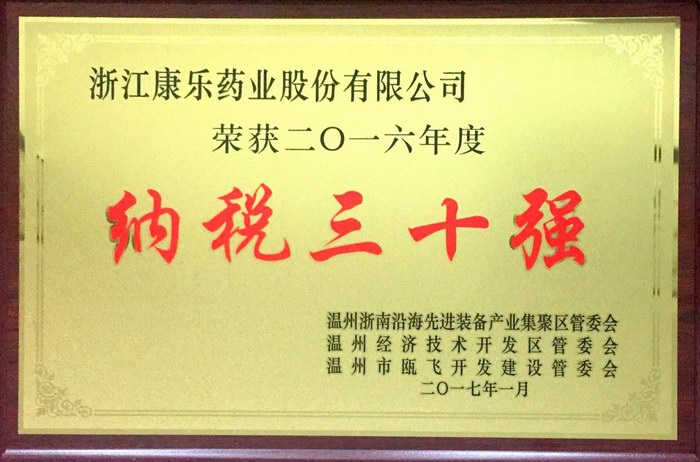 浙江康乐药业股份有限公司
荣获二〇一六年度
纳税三十强
温州浙南沿海先进装备产业集聚区管委会
温州经济技术开发区管委会
温州市瓯飞开发建设管委会
二〇一七年一月